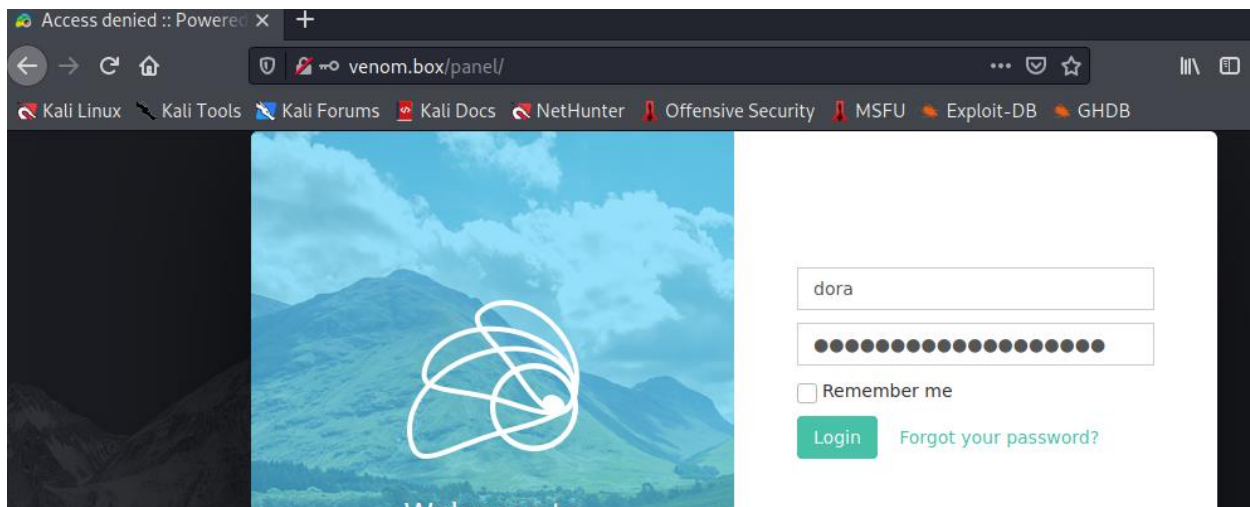 Access denied :: Powered
venom.box/panel/
Kali Linux Kali Tools Kali Forums Kali Docs NetHunter Offensive Security MSFU Exploit-DB GHDB
dora
●●●●●●●●●●●●●●●●●●●
Remember me
Login Forgot your password?